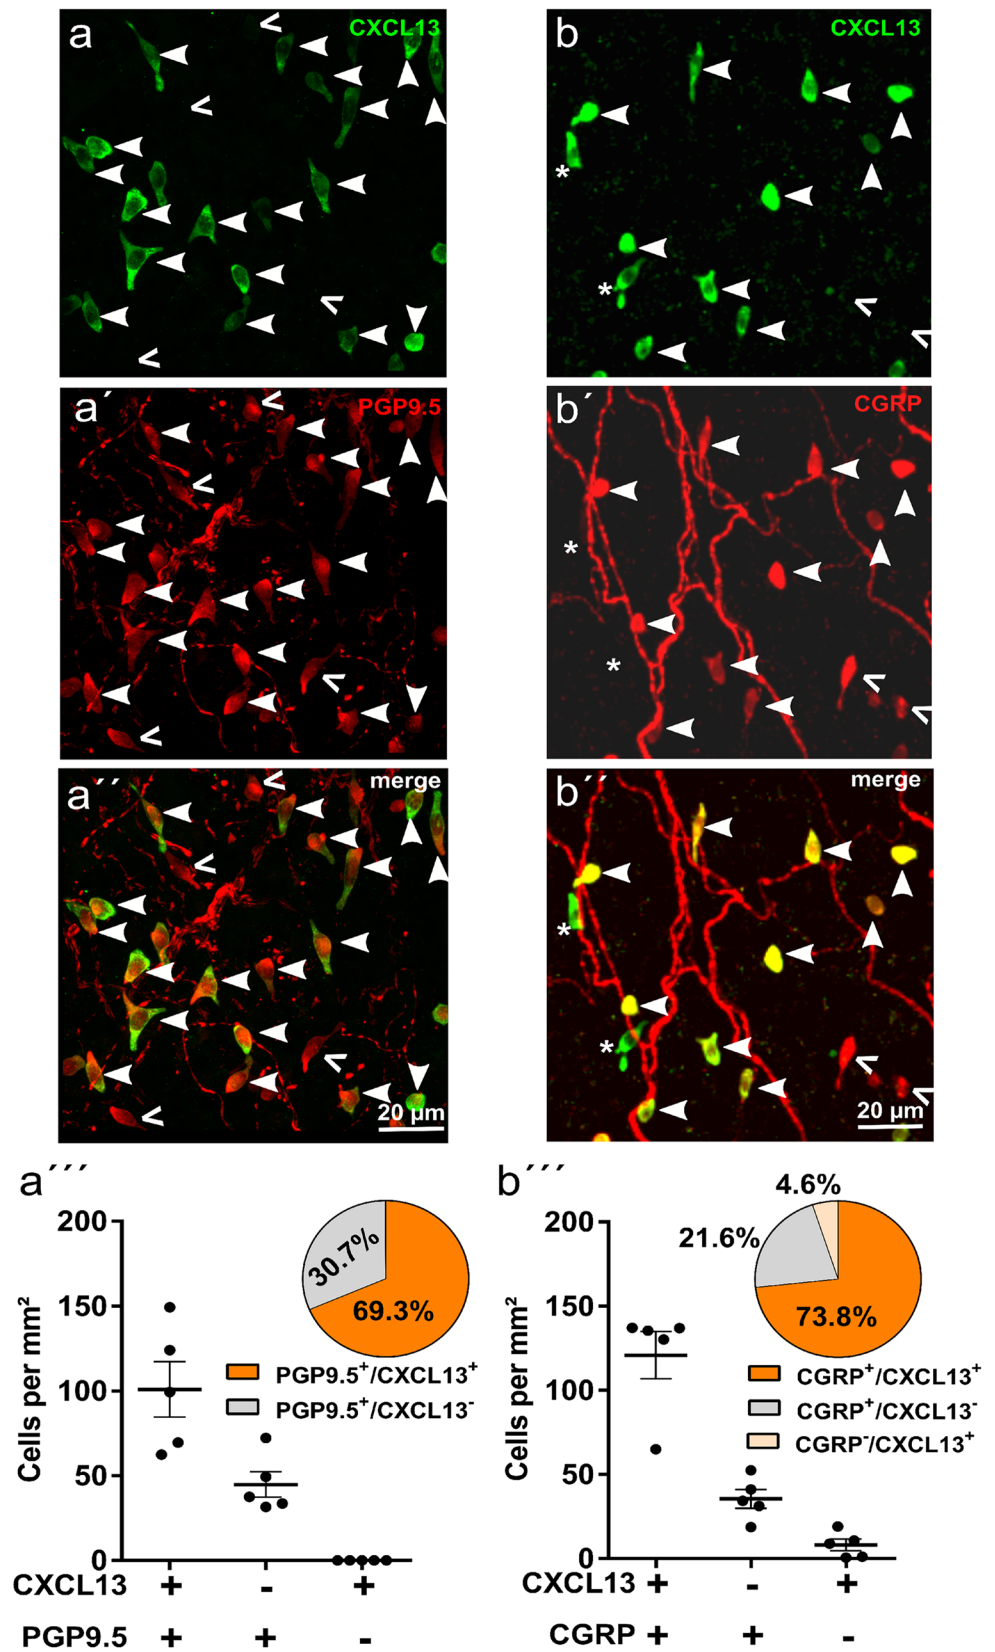 a CXCL13
b CXCL13
a´ PGP9.5
b´ CGRP
a´´ merge
20 µm
b´´ merge
20 µm
a´´´
200
150
100
50
0
Cells per mm²
30.7%
69.3%
PGP9.5⁺/CXCL13⁺
PGP9.5⁺/CXCL13⁻
CXCL13 + - +
PGP9.5 + + -
b´´´
200
150
100
50
0
Cells per mm²
4.6%
21.6%
73.8%
CGRP⁺/CXCL13⁺
CGRP⁺/CXCL13⁻
CGRP⁻/CXCL13⁺
CXCL13 + - +
CGRP + + -